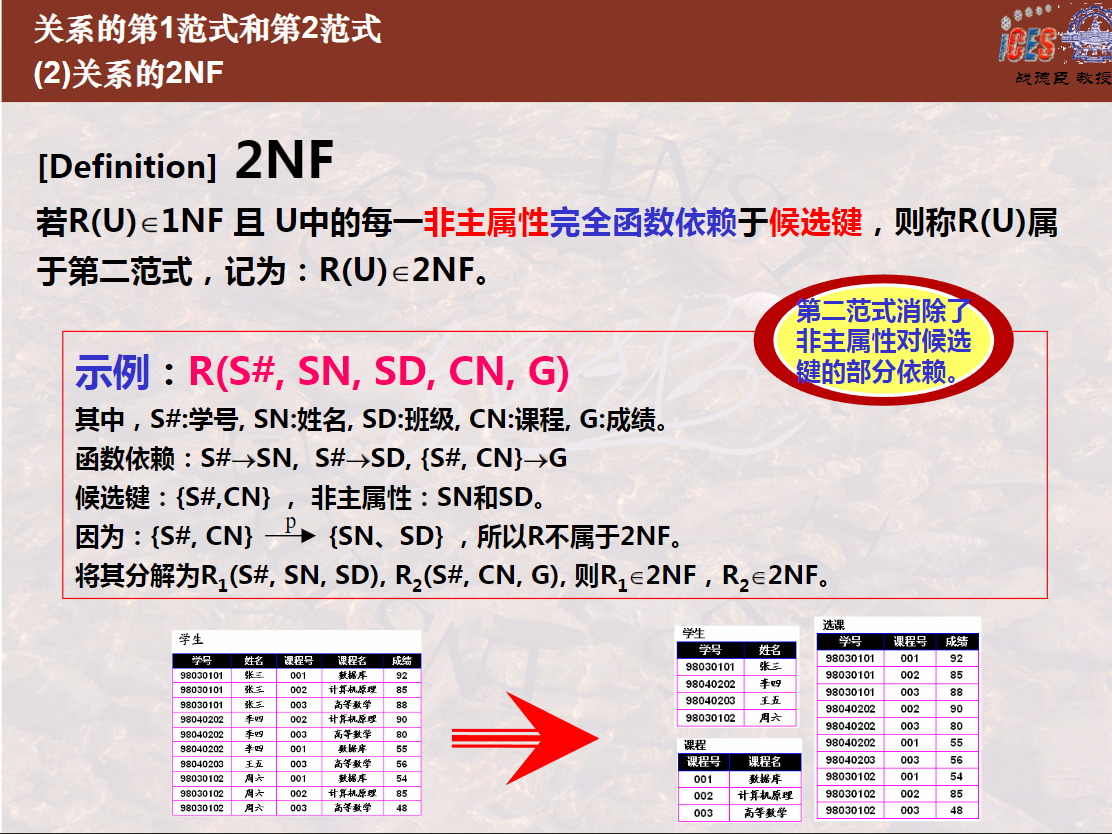 关系的第1范式和第2范式
(2)关系的2NF
iCES
战德臣 教授
[Definition] 2NF
若R(U)∈1NF 且 U中的每一非主属性完全函数依赖于候选键，则称R(U)属
于第二范式，记为：R(U)∈2NF。
第二范式消除了
非主属性对候选
键的部分依赖。
示例：R(S#, SN, SD, CN, G)
其中，S#:学号, SN:姓名, SD:班级, CN:课程, G:成绩。
函数依赖：S#→SN, S#→SD, {S#, CN}→G
候选键：{S#,CN} ， 非主属性：SN和SD。
因为：{S#, CN} p→ {SN、SD} ，所以R不属于2NF。
将其分解为R1(S#, SN, SD), R2(S#, CN, G), 则R1∈2NF，R2∈2NF。
学生
学号 姓名 课程号 课程名 成绩
98030101 张三 001 数据库 92
98030101 张三 002 计算机原理 85
98030101 张三 003 高等数学 88
98040202 李四 002 计算机原理 90
98040202 李四 003 高等数学 80
98040202 李四 001 数据库 55
98040203 王五 003 高等数学 56
98030102 周六 001 数据库 54
98030102 周六 002 计算机原理 85
98030102 周六 003 高等数学 48
学生
学号 姓名
98030101 张三
98040202 李四
98040203 王五
98030102 周六
课程
课程号 课程名
001 数据库
002 计算机原理
003 高等数学
选课
学号 课程号 成绩
98030101 001 92
98030101 002 85
98030101 003 88
98040202 002 90
98040202 003 80
98040202 001 55
98040203 003 56
98030102 001 54
98030102 002 85
98030102 003 48